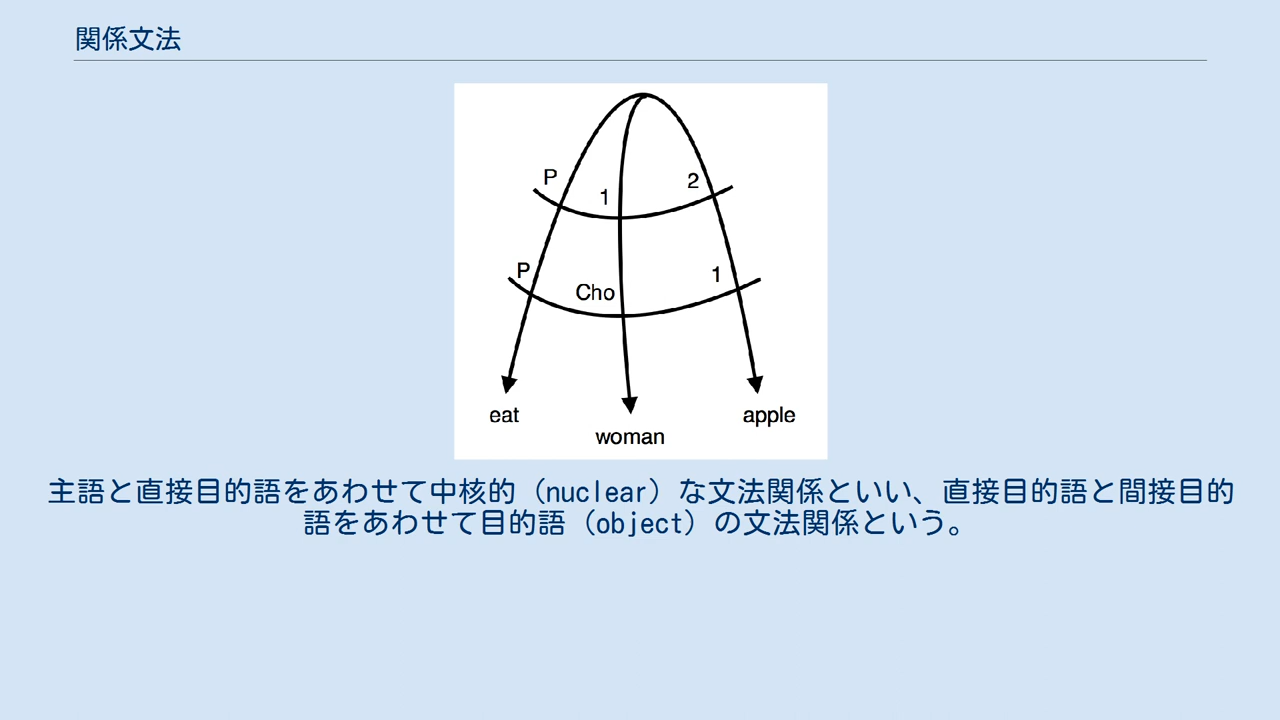 関係文法
P
1
2
P
Cho
1
eat
woman
apple
主語と直接目的語をあわせて中核的（nuclear）な文法関係といい、直接目的語と間接目的
語をあわせて目的語（object）の文法関係という。